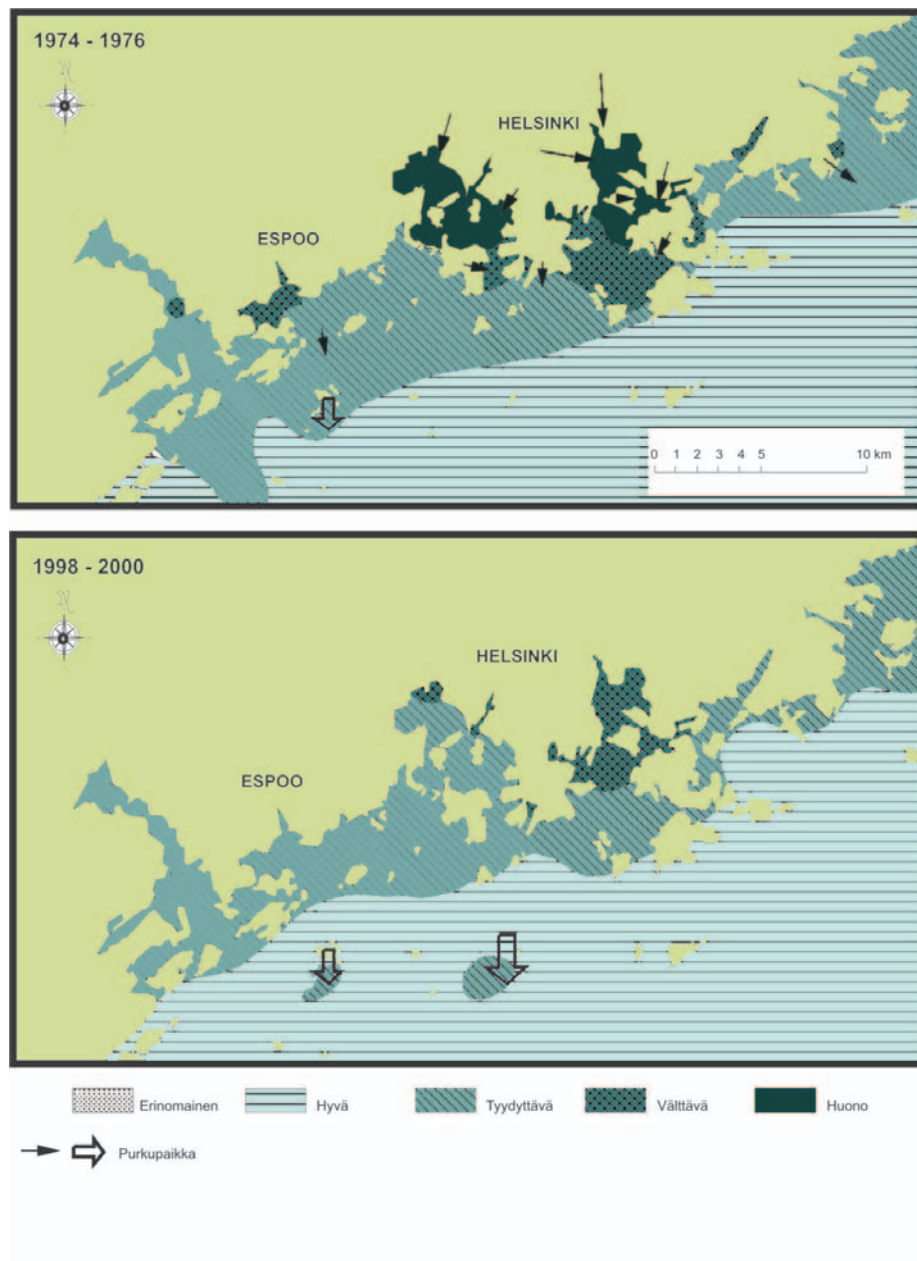 1974 - 1976
N
HELSINKI
ESPOO
0 1 2 3 4 5 10 km
1998 - 2000
N
HELSINKI
ESPOO
Erinomainen Hyvä Tyydyttävä Välttävä Huono
Purkupaikka